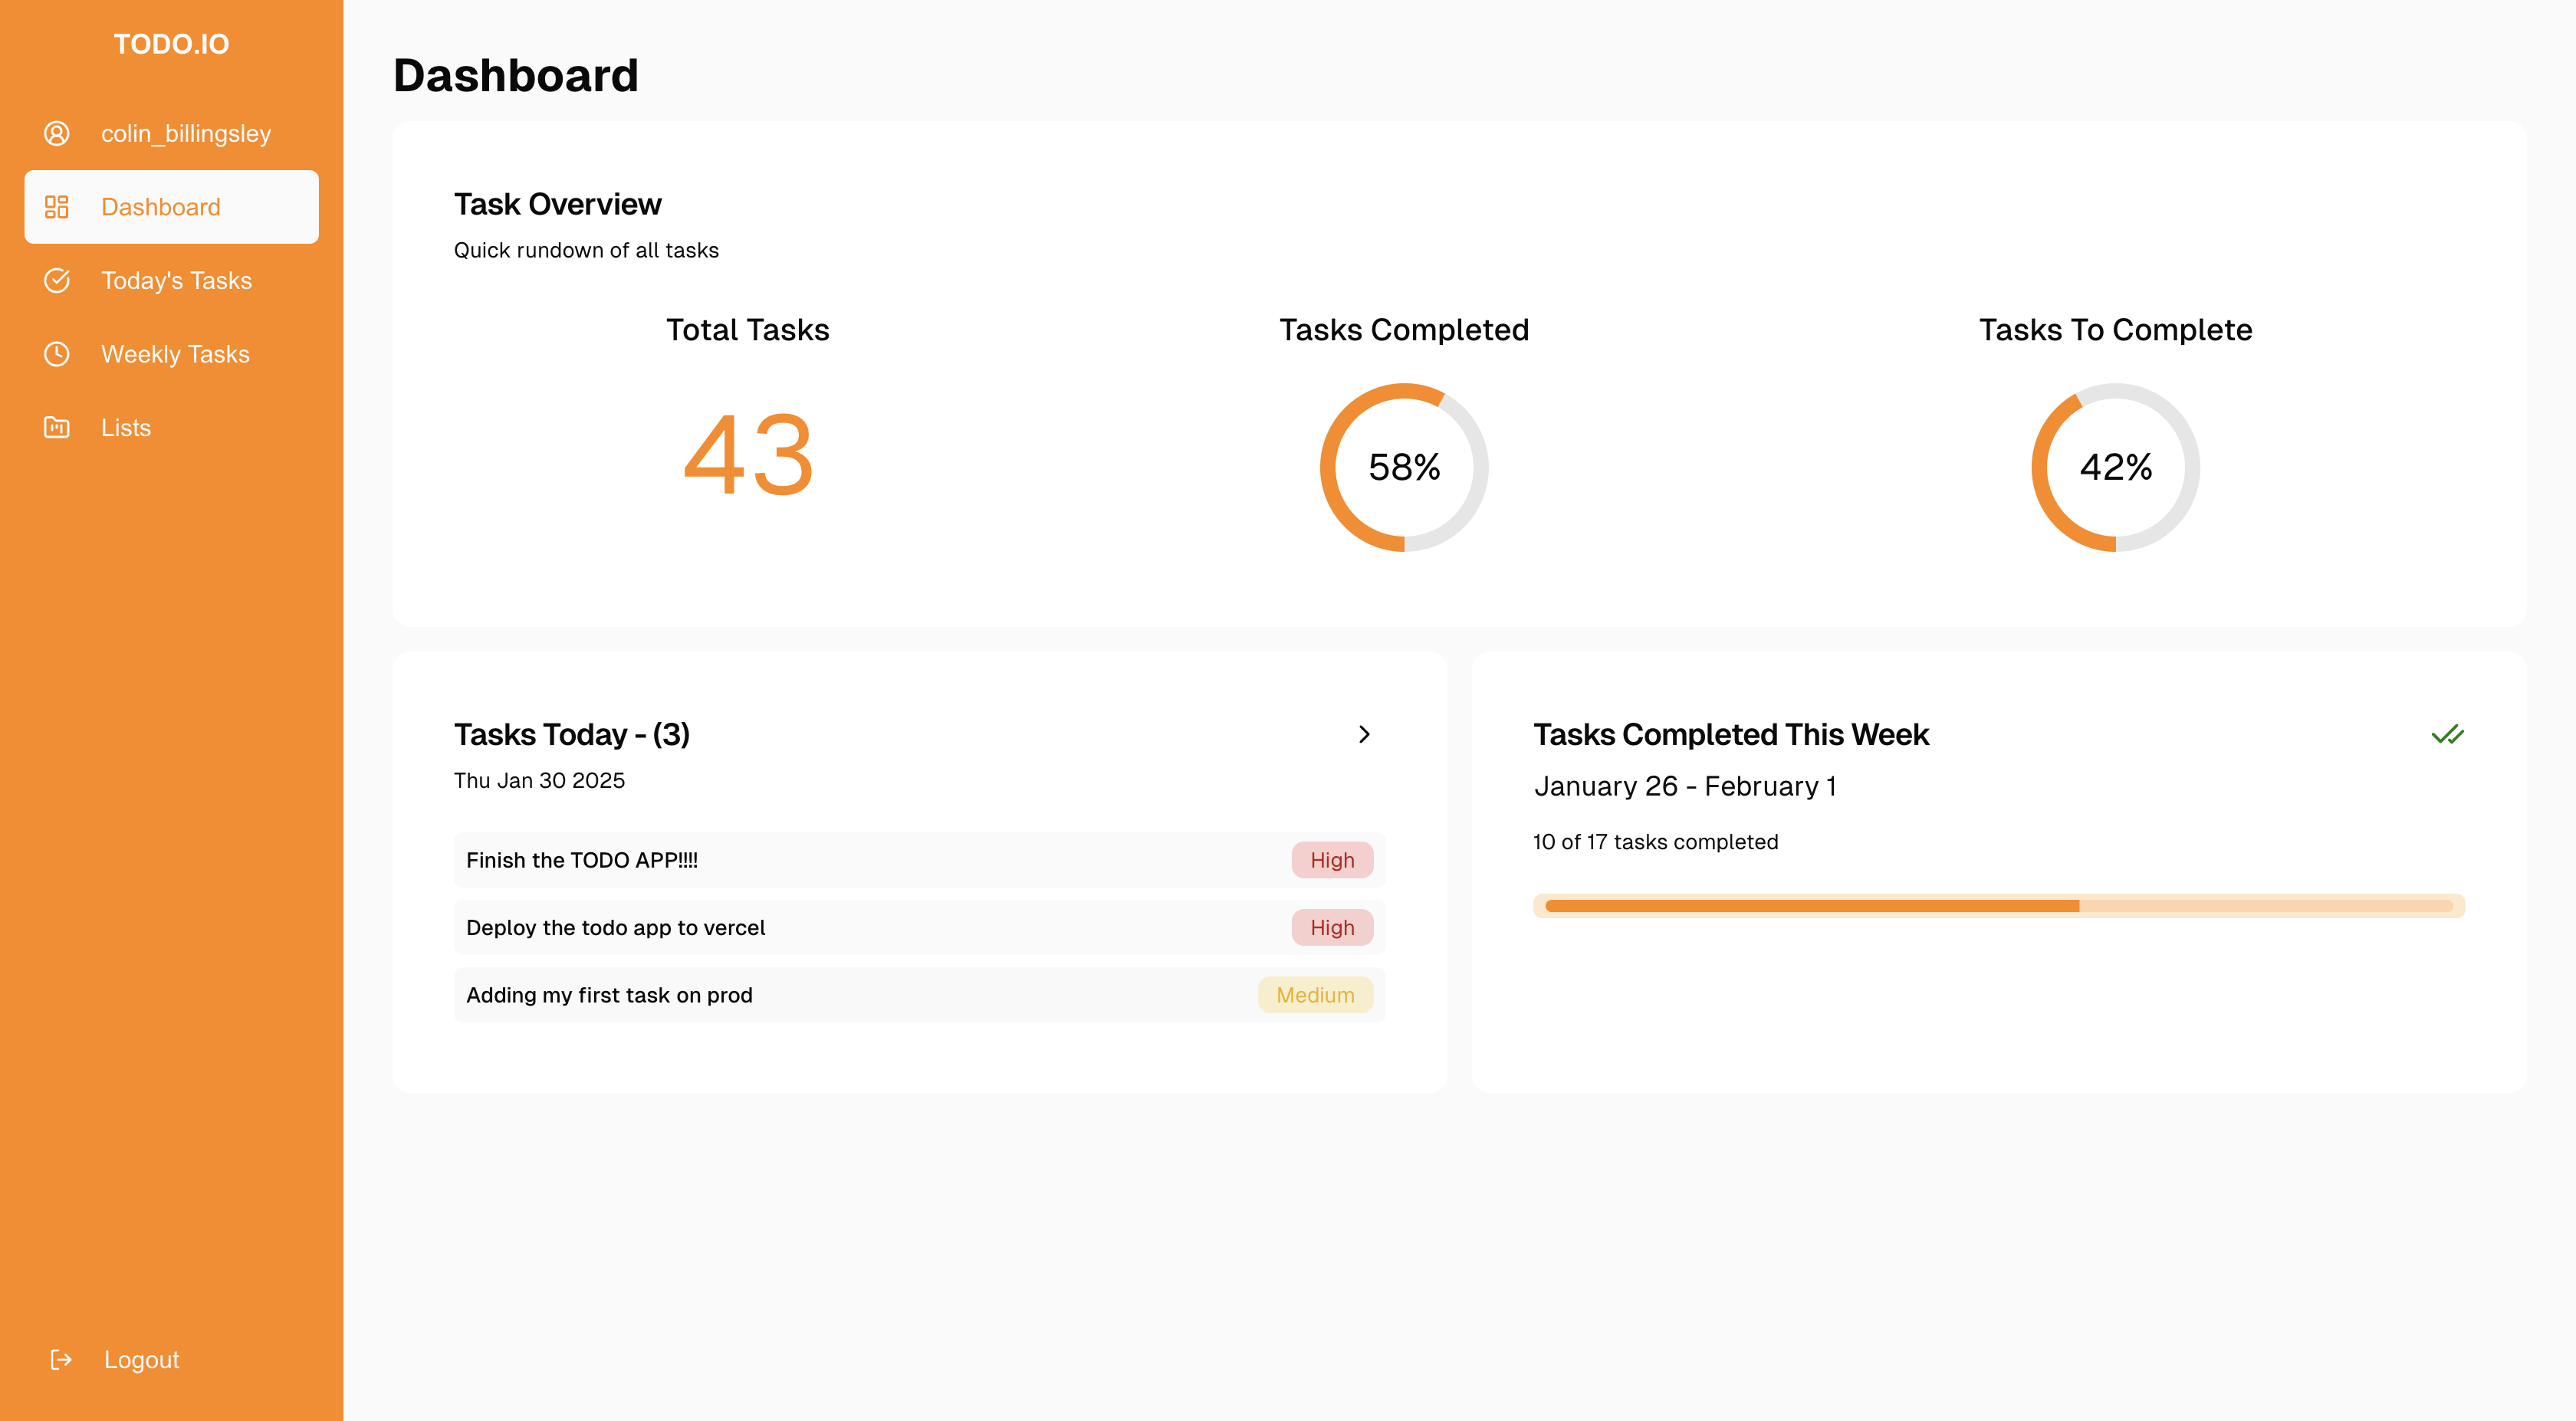 TODO.IO
colin_billingsley
Dashboard
Today's Tasks
Weekly Tasks
Lists
Logout
Dashboard
Task Overview
Quick rundown of all tasks
Total Tasks
43
Tasks Completed
58%
Tasks To Complete
42%
Tasks Today - (3)
Thu Jan 30 2025
Finish the TODO APP!!!! High
Deploy the todo app to vercel High
Adding my first task on prod Medium
Tasks Completed This Week
January 26 - February 1
10 of 17 tasks completed